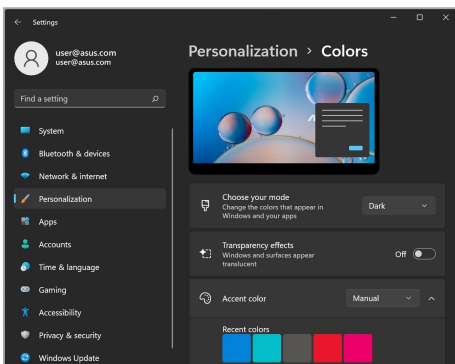 Settings
user@asus.com
user@asus.com
Find a setting
System
Bluetooth & devices
Network & internet
Personalization
Apps
Accounts
Time & language
Gaming
Accessibility
Privacy & security
Windows Update
Personalization > Colors
Choose your mode
Change the colors that appear in
Windows and your apps
Dark
Transparency effects
Windows and surfaces appear
translucent
Off
Accent color
Manual
Recent colors